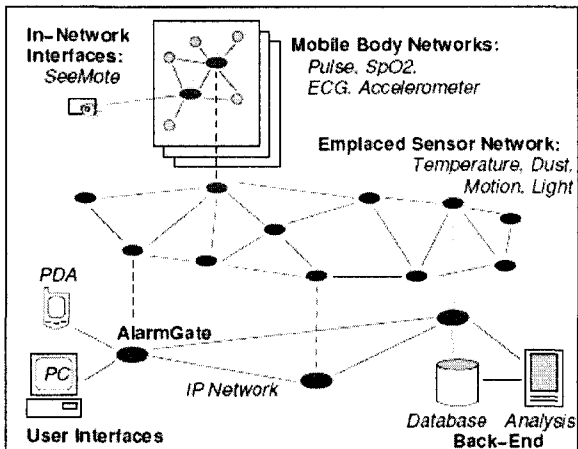 In-Network
Interfaces:
SeeMote
Mobile Body Networks:
Pulse, SpO2,
ECG, Accelerometer
Emplaced Sensor Network:
Temperature, Dust,
Motion, Light
PDA
AlarmGate
PC
IP Network
User Interfaces
Database Analysis
Back-End